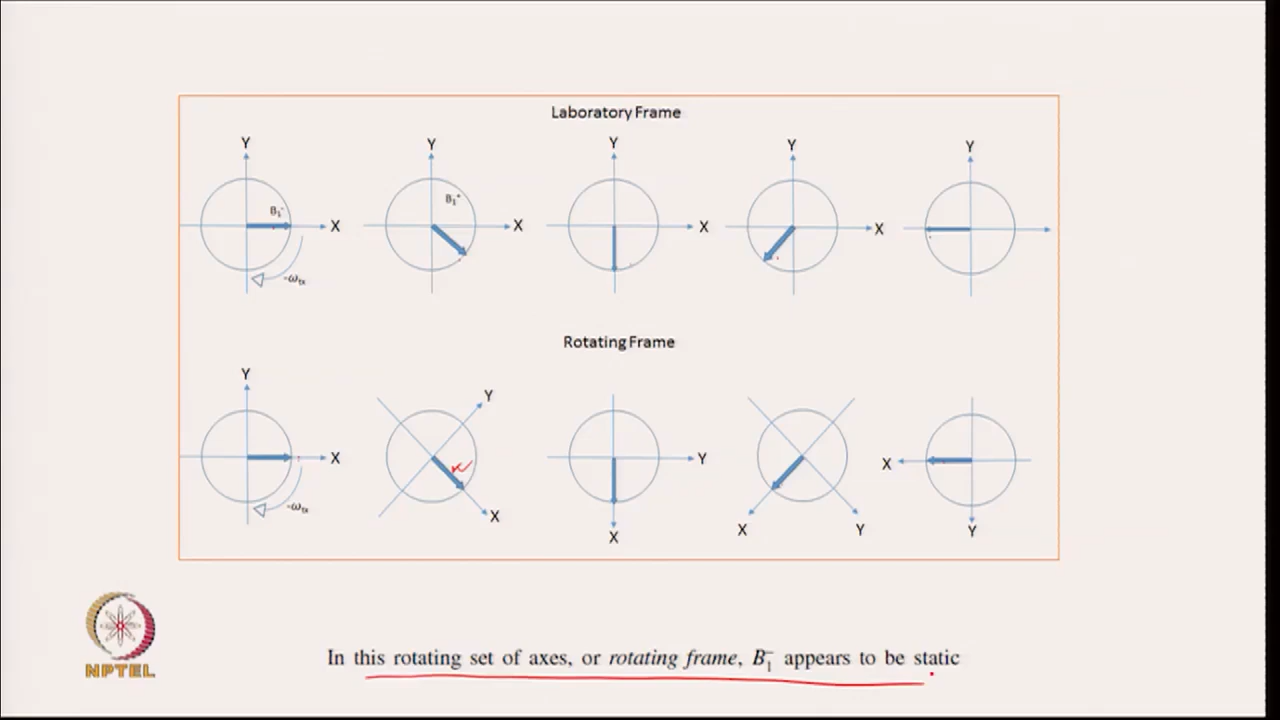 Laboratory Frame
Y Y Y Y Y
B₁⁻ X B₁⁺ X X X
-ω_tx
Rotating Frame
Y Y
X Y X
-ω_tx X X X Y Y
NPTEL
In this rotating set of axes, or rotating frame, B₁⁻ appears to be static